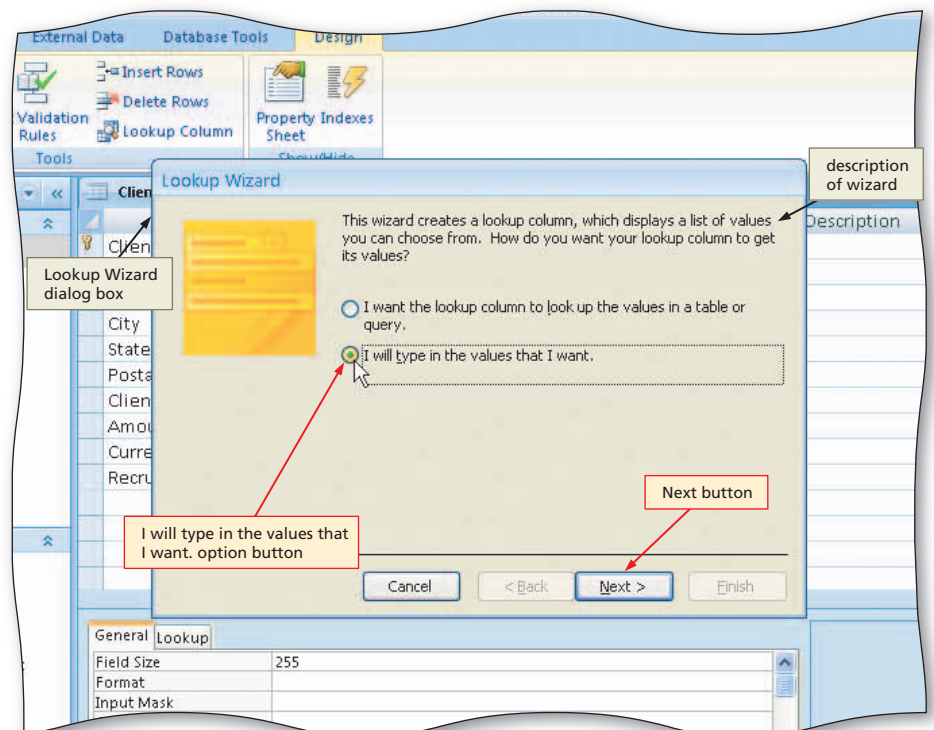 External Data Database Tools Design
Insert Rows
Delete Rows
Lookup Column
Validation
Rules
Property
Sheet
Indexes
Tools
Show/Hide
Lookup Wizard
description
of wizard
Clien
Description
This wizard creates a lookup column, which displays a list of values
you can choose from. How do you want your lookup column to get
its values?
Clien
Lookup Wizard
dialog box
I want the lookup column to look up the values in a table or
query.
I will type in the values that I want.
City
State
Posta
Clien
Amou
Curre
Recru
Next button
I will type in the values that
I want. option button
Cancel < Back Next > Finish
General Lookup
Field Size 255
Format
Input Mask